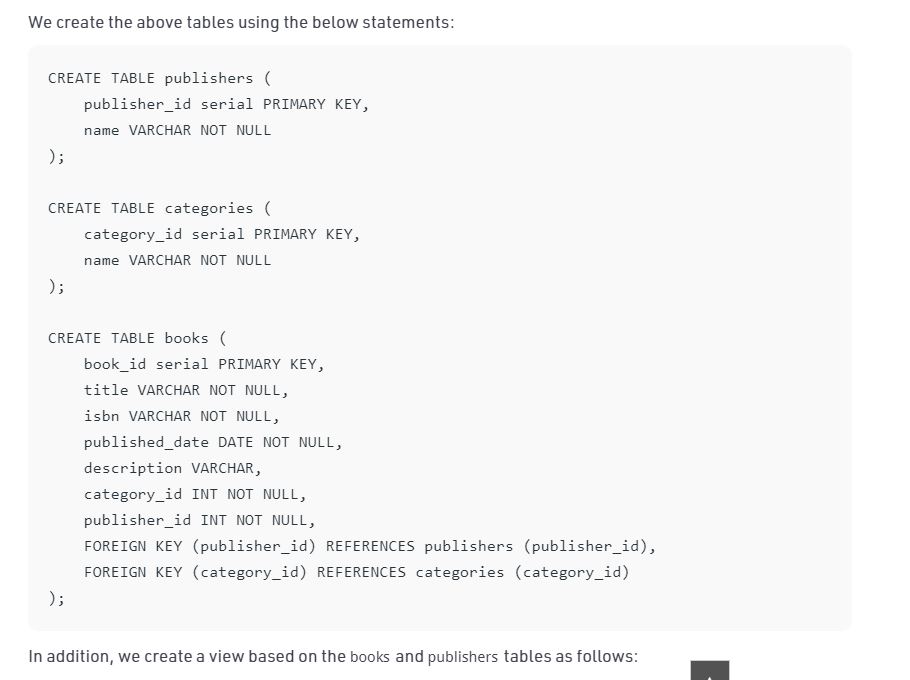 We create the above tables using the below statements:
CREATE TABLE publishers (
    publisher_id serial PRIMARY KEY,
    name VARCHAR NOT NULL
);
CREATE TABLE categories (
    category_id serial PRIMARY KEY,
    name VARCHAR NOT NULL
);
CREATE TABLE books (
    book_id serial PRIMARY KEY,
    title VARCHAR NOT NULL,
    isbn VARCHAR NOT NULL,
    published_date DATE NOT NULL,
    description VARCHAR,
    category_id INT NOT NULL,
    publisher_id INT NOT NULL,
    FOREIGN KEY (publisher_id) REFERENCES publishers (publisher_id),
    FOREIGN KEY (category_id) REFERENCES categories (category_id)
);
In addition, we create a view based on the books and publishers tables as follows: